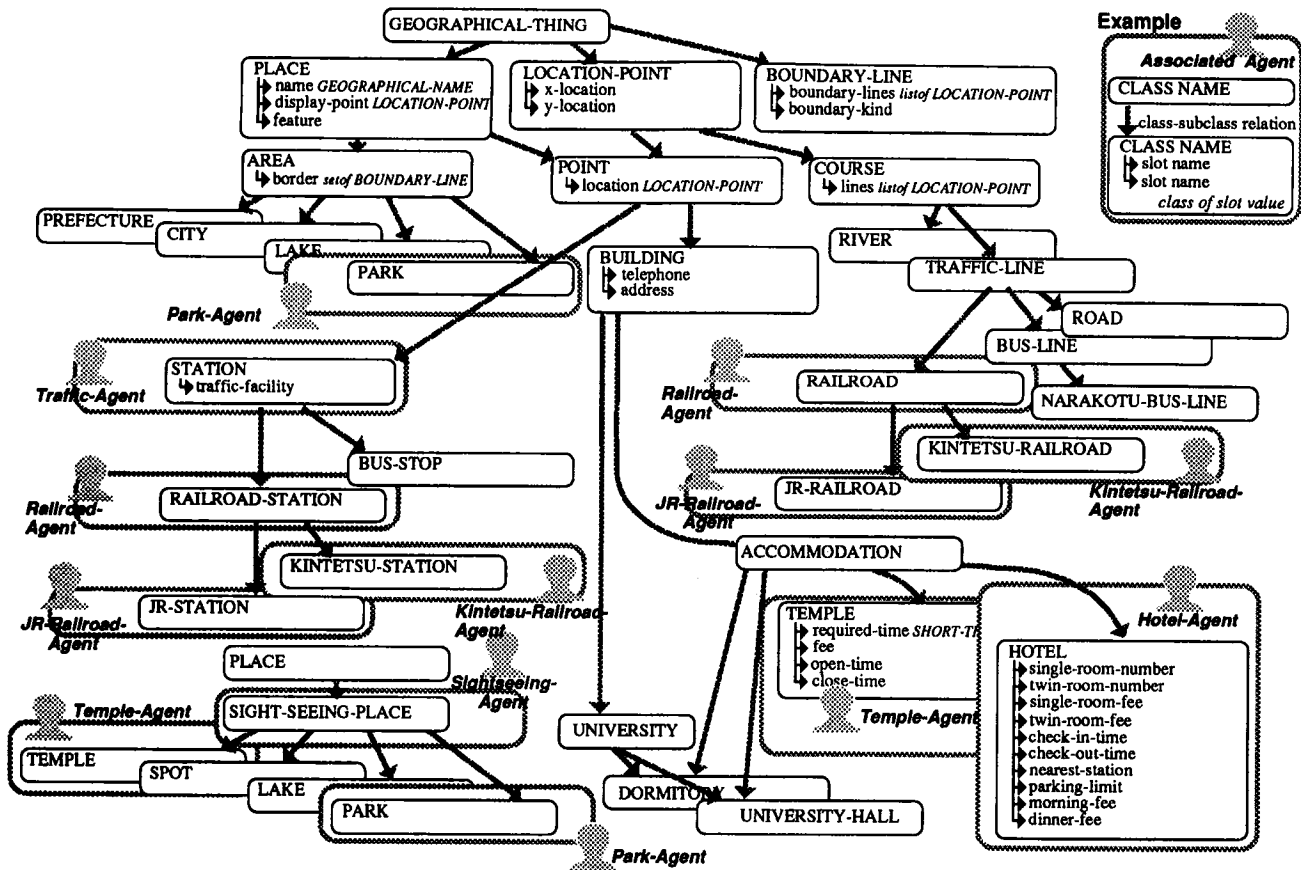 GEOGRAPHICAL-THING
Example
Associated Agent
CLASS NAME
class-subclass relation
CLASS NAME
slot name
slot name
class of slot value
PLACE
name GEOGRAPHICAL-NAME
display-point LOCATION-POINT
feature
LOCATION-POINT
x-location
y-location
BOUNDARY-LINE
boundary-lines listof LOCATION-POINT
boundary-kind
AREA
border setof BOUNDARY-LINE
POINT
location LOCATION-POINT
COURSE
lines listof LOCATION-POINT
PREFECTURE
CITY
LAKE
PARK
Park-Agent
BUILDING
telephone
address
RIVER
TRAFFIC-LINE
ROAD
BUS-LINE
NARAKOTU-BUS-LINE
STATION
traffic-facility
Traffic-Agent
RAILROAD
Railroad-
Agent
KINTETSU-RAILROAD
Kintetsu-Railroad-
Agent
JR-RAILROAD
JR-Railroad-
Agent
BUS-STOP
RAILROAD-STATION
Railroad-
Agent
KINTETSU-STATION
Kintetsu-Railroad-
Agent
JR-STATION
JR-Railroad-
Agent
ACCOMMODATION
TEMPLE
required-time
fee
open-time
close-time
Temple-Agent
Hotel-Agent
HOTEL
single-room-number
twin-room-number
single-room-fee
twin-room-fee
check-in-time
check-out-time
nearest-station
parking-limit
morning-fee
dinner-fee
PLACE
Sightseeing-
Agent
SIGHT-SEEING-PLACE
Temple-Agent
TEMPLE
SPOT
LAKE
PARK
Park-Agent
UNIVERSITY
DORMITORY
UNIVERSITY-HALL